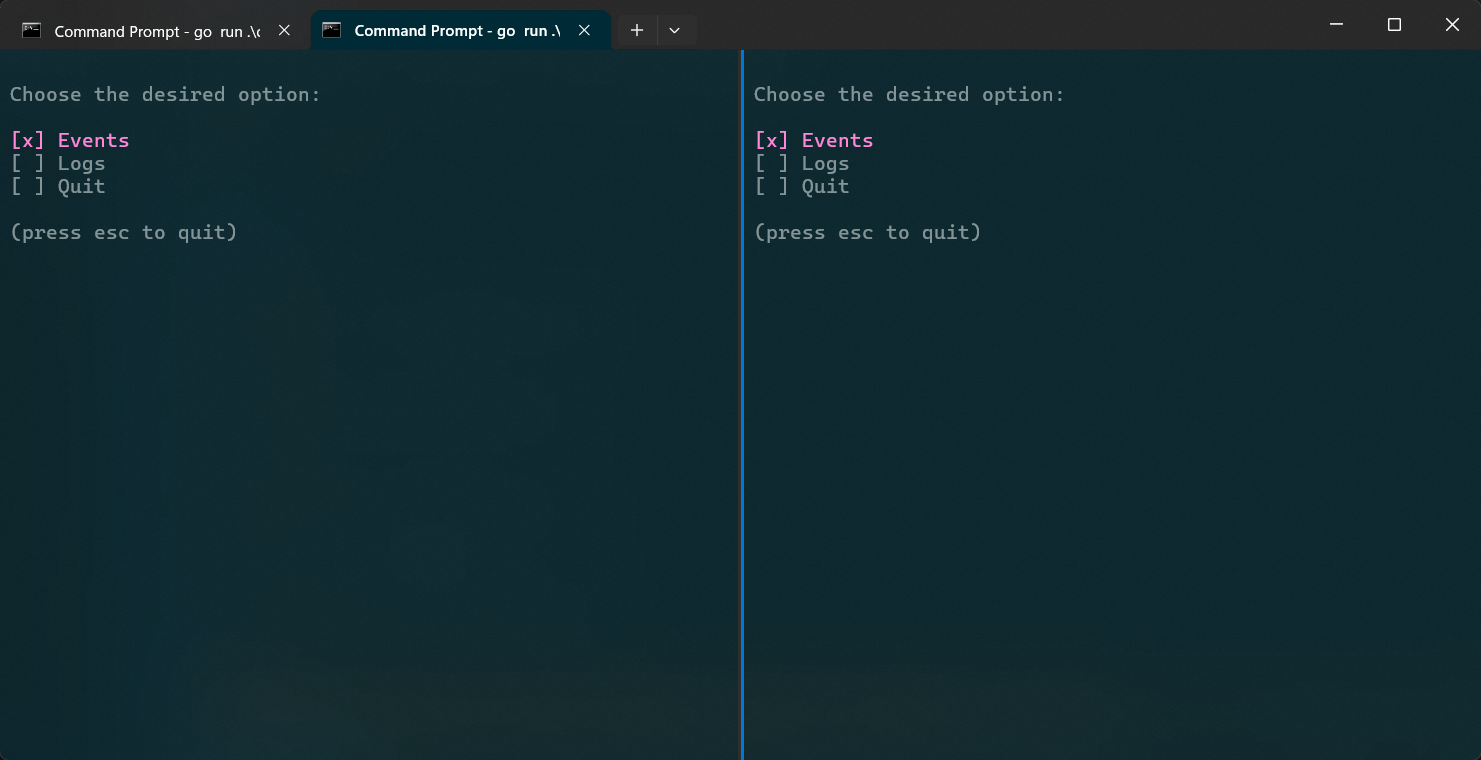 Command Prompt - go run .\c
Command Prompt - go run .\
Choose the desired option:
[x] Events
[ ] Logs
[ ] Quit
(press esc to quit)
Choose the desired option:
[x] Events
[ ] Logs
[ ] Quit
(press esc to quit)